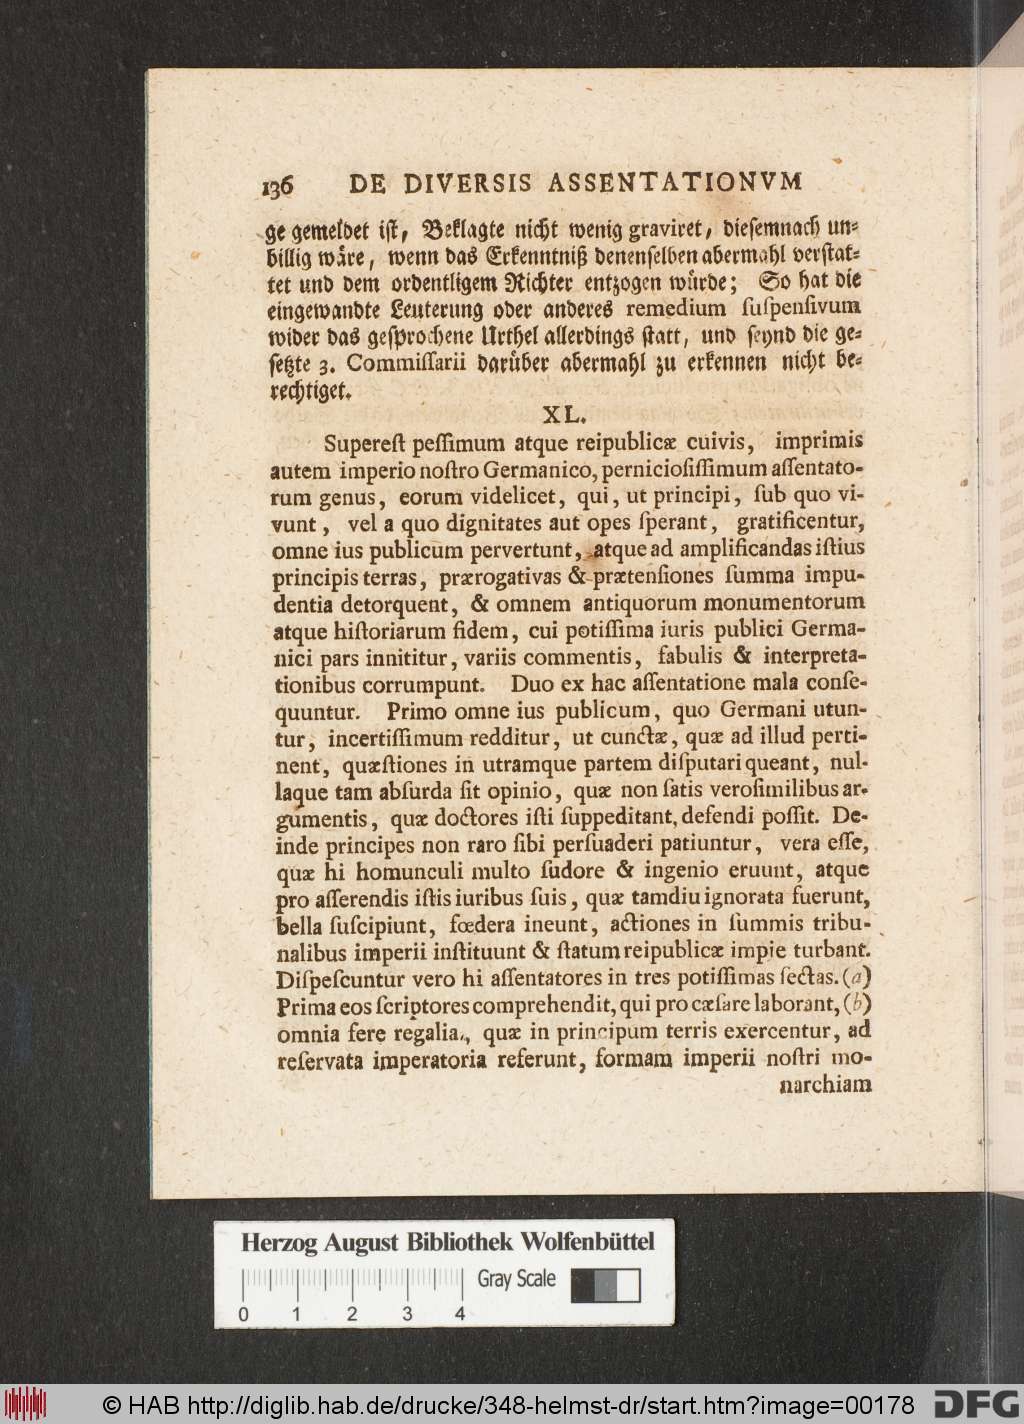 136 DE DIVERSIS ASSENTATIONVM
ge gemeldet ist, Beklagte nicht wenig graviret, diesemnach un-
billig wäre, wenn das Erkenntniß denenselben abermahl verstat-
tet und dem ordentligem Richter entzogen würde; So hat die
eingewandte Leuterung oder anderes remedium ſuſpenſivum
wider das gesprochene Urthel allerdings statt, und seynd die ge-
setzte 3. Commiſſarii darüber abermahl zu erkennen nicht be-
rechtiget.
XL.
Supereſt peſſimum atque reipublicæ cuivis, imprimis
autem imperio noſtro Germanico, pernicioſiſſimum aſſentato-
rum genus, eorum videlicet, qui, ut principi, ſub quo vi-
vunt, vel a quo dignitates aut opes ſperant, gratificentur,
omne ius publicum pervertunt, atque ad amplificandas iſtius
principis terras, prærogativas & prætenſiones ſumma impu-
dentia detorquent, & omnem antiquorum monumentorum
atque hiſtoriarum fidem, cui potiſſima iuris publici Germa-
nici pars innititur, variis commentis, fabulis & interpreta-
tionibus corrumpunt. Duo ex hac aſſentatione mala conſe-
quuntur. Primo omne ius publicum, quo Germani utun-
tur, incertiſſimum redditur, ut cunctæ, quæ ad illud perti-
nent, quæſtiones in utramque partem diſputari queant, nul-
laque tam abſurda ſit opinio, quæ non ſatis veroſimilibus ar-
gumentis, quæ doctores iſti ſuppeditant, defendi poſſit. De-
inde principes non raro ſibi perſuaderi patiuntur, vera eſſe,
quæ hi homunculi multo ſudore & ingenio eruunt, atque
pro aſſerendis iſtis iuribus ſuis, quæ tamdiu ignorata fuerunt,
bella ſuſcipiunt, fœdera ineunt, actiones in ſummis tribu-
nalibus imperii inſtituunt & ſtatum reipublicæ impie turbant.
Diſpeſcuntur vero hi aſſentatores in tres potiſſimas ſectas. (a)
Prima eos ſcriptores comprehendit, qui pro cæſare laborant, (b)
omnia fere regalia, quæ in principum terris exercentur, ad
reſervata imperatoria referunt, formam imperii noſtri mo-
narchiam
Herzog August Bibliothek Wolfenbüttel
Gray Scale
0 1 2 3 4
© HAB http://diglib.hab.de/drucke/348-helmst-dr/start.htm?image=00178
DFG